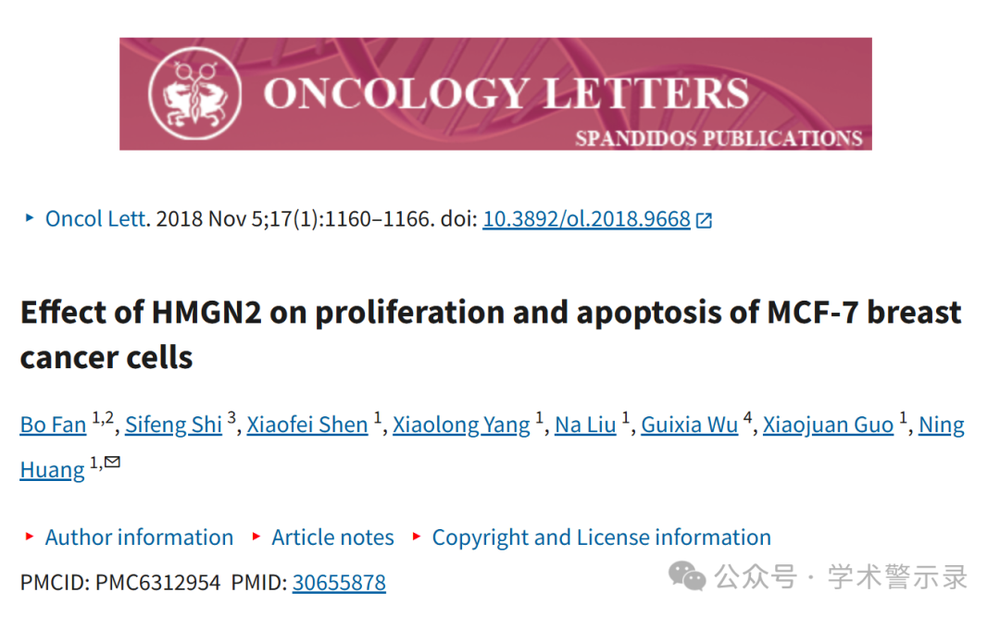 ONCOLOGY LETTERS
SPANDIDOS PUBLICATIONS
Oncol Lett. 2018 Nov 5;17(1):1160–1166. doi: 10.3892/ol.2018.9668
Effect of HMGN2 on proliferation and apoptosis of MCF-7 breast
cancer cells
Bo Fan 1,2, Sifeng Shi 3, Xiaofei Shen 1, Xiaolong Yang 1, Na Liu 1, Guixia Wu 4, Xiaojuan Guo 1, Ning
Huang 1,
Author information Article notes Copyright and License information
PMCID: PMC6312954 PMID: 30655878
公众号 · 学术警示录